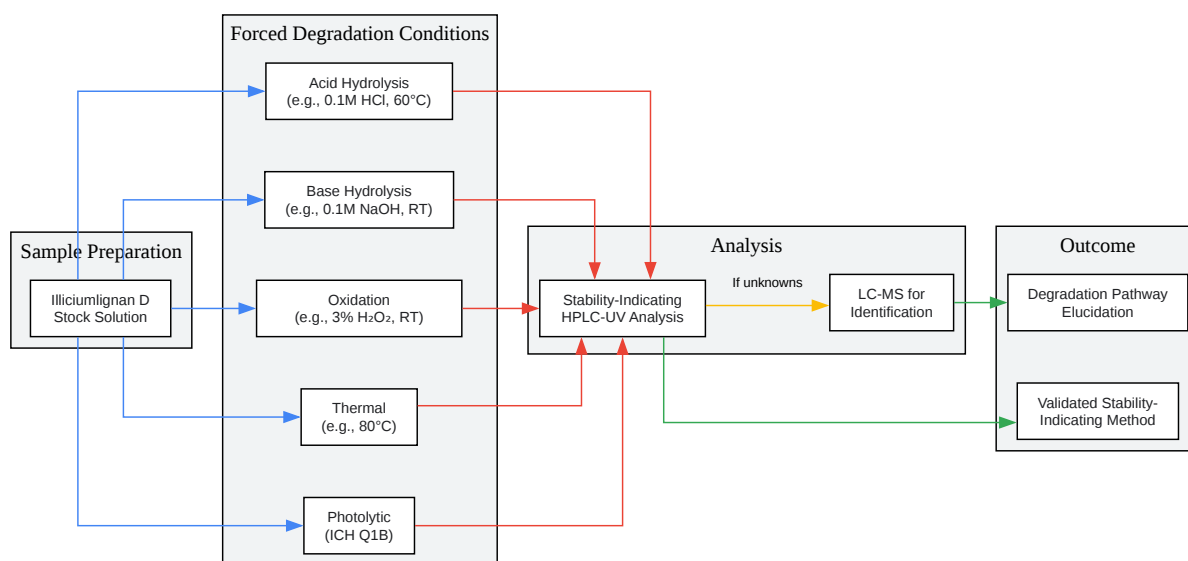 Sample Preparation
Illiciumlignan D
Stock Solution
Forced Degradation Conditions
Acid Hydrolysis
(e.g., 0.1M HCl, 60°C)
Base Hydrolysis
(e.g., 0.1M NaOH, RT)
Oxidation
(e.g., 3% H₂O₂, RT)
Thermal
(e.g., 80°C)
Photolytic
(ICH Q1B)
Analysis
Stability-Indicating
HPLC-UV Analysis
If unknowns
LC-MS for
Identification
Outcome
Degradation Pathway
Elucidation
Validated Stability-
Indicating Method